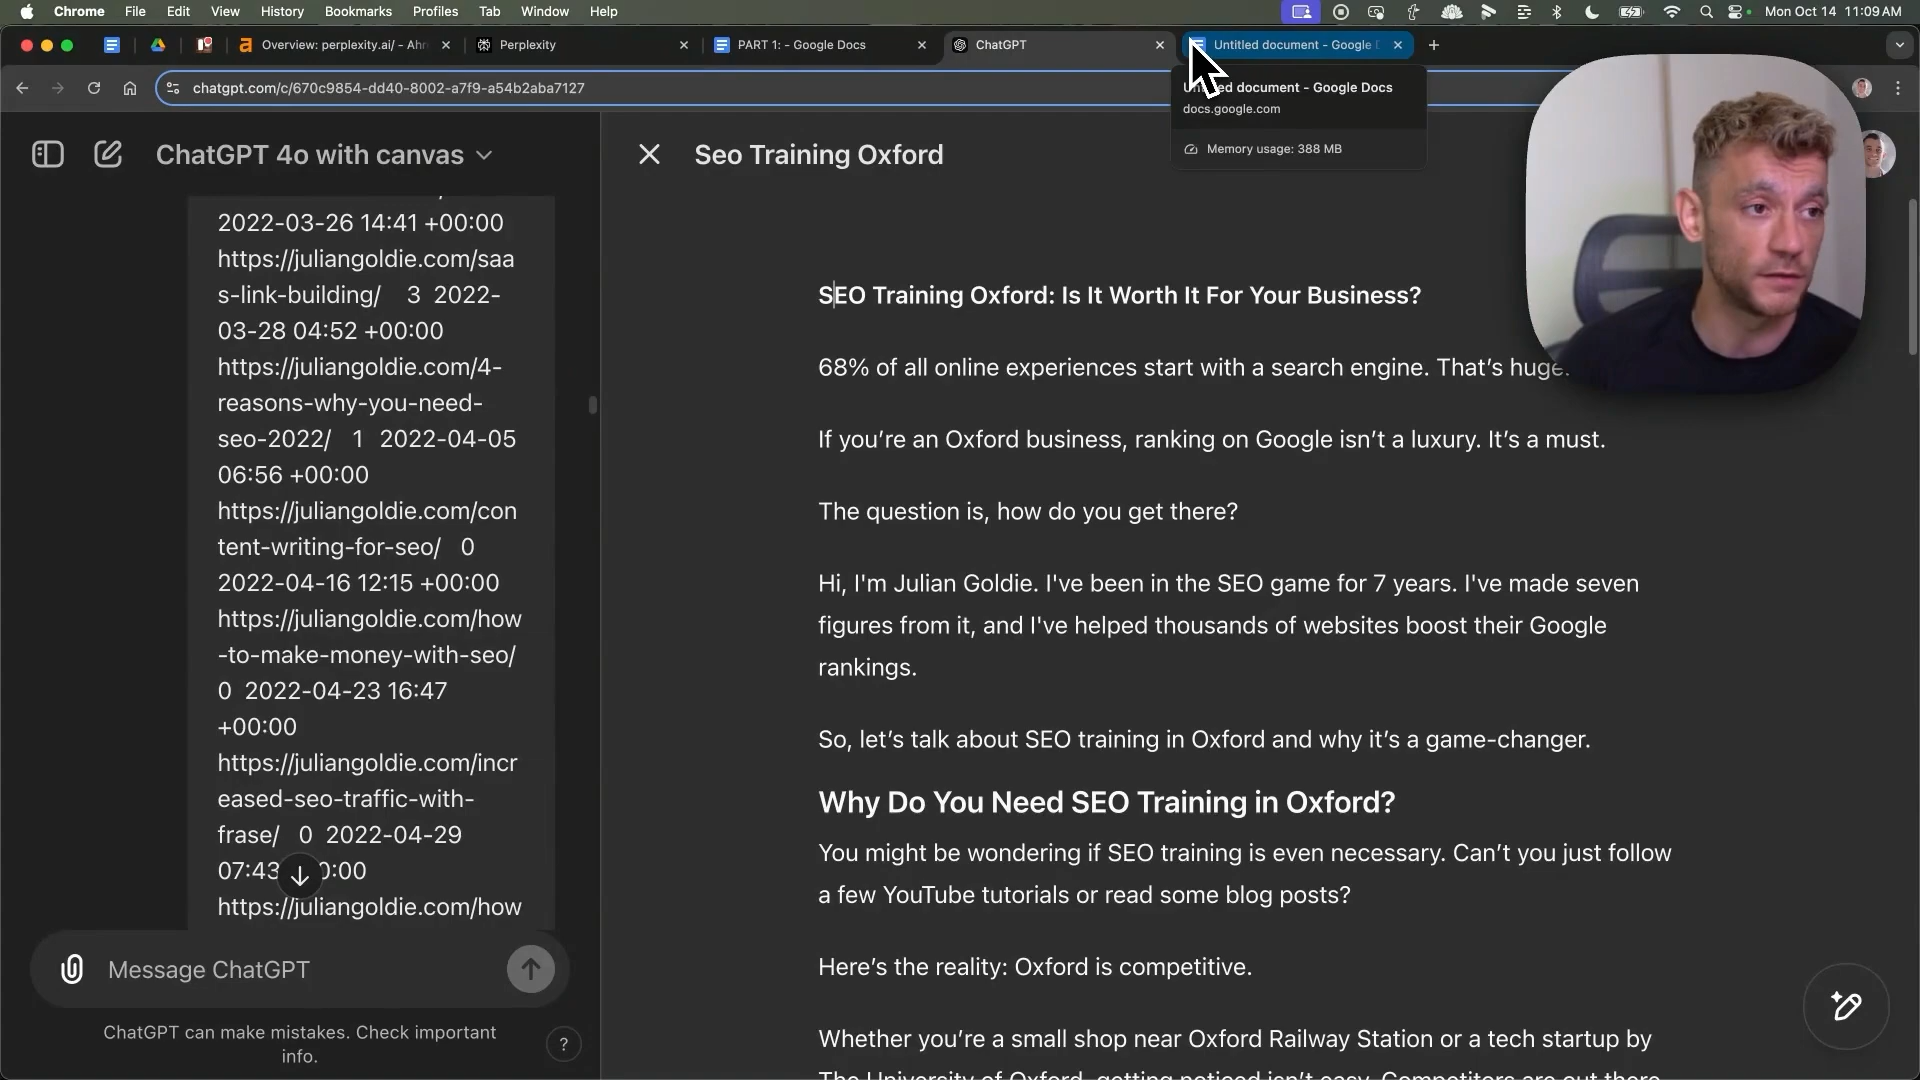 Chrome File Edit View History Bookmarks Profiles Tab Window Help Mon Oct 14 11:09 AM
Overview: perplexity.ai/ - Ahr Perplexity PART 1: - Google Docs ChatGPT Untitled document - Google D
chatgpt.com/c/670c9854-dd40-8002-a7f9-a54b2aba7127
document - Google Docs
docs.google.com
Memory usage: 388 MB
ChatGPT 4o with canvas
2022-03-26 14:41 +00:00
https://juliangoldie.com/saa
s-link-building/ 3 2022-
03-28 04:52 +00:00
https://juliangoldie.com/4-
reasons-why-you-need-
seo-2022/ 1 2022-04-05
06:56 +00:00
https://juliangoldie.com/con
tent-writing-for-seo/ 0
2022-04-16 12:15 +00:00
https://juliangoldie.com/how
-to-make-money-with-seo/
0 2022-04-23 16:47
+00:00
https://juliangoldie.com/incr
eased-seo-traffic-with-
frase/ 0 2022-04-29
07:43 0:00
https://juliangoldie.com/how
Message ChatGPT
ChatGPT can make mistakes. Check important
info.
?
Seo Training Oxford
SEO Training Oxford: Is It Worth It For Your Business?
68% of all online experiences start with a search engine. That’s huge.
If you’re an Oxford business, ranking on Google isn’t a luxury. It’s a must.
The question is, how do you get there?
Hi, I'm Julian Goldie. I've been in the SEO game for 7 years. I've made seven
figures from it, and I've helped thousands of websites boost their Google
rankings.
So, let’s talk about SEO training in Oxford and why it’s a game-changer.
Why Do You Need SEO Training in Oxford?
You might be wondering if SEO training is even necessary. Can’t you just follow
a few YouTube tutorials or read some blog posts?
Here’s the reality: Oxford is competitive.
Whether you’re a small shop near Oxford Railway Station or a tech startup by
The University of Oxford, getting noticed isn’t easy. Competitors are out there